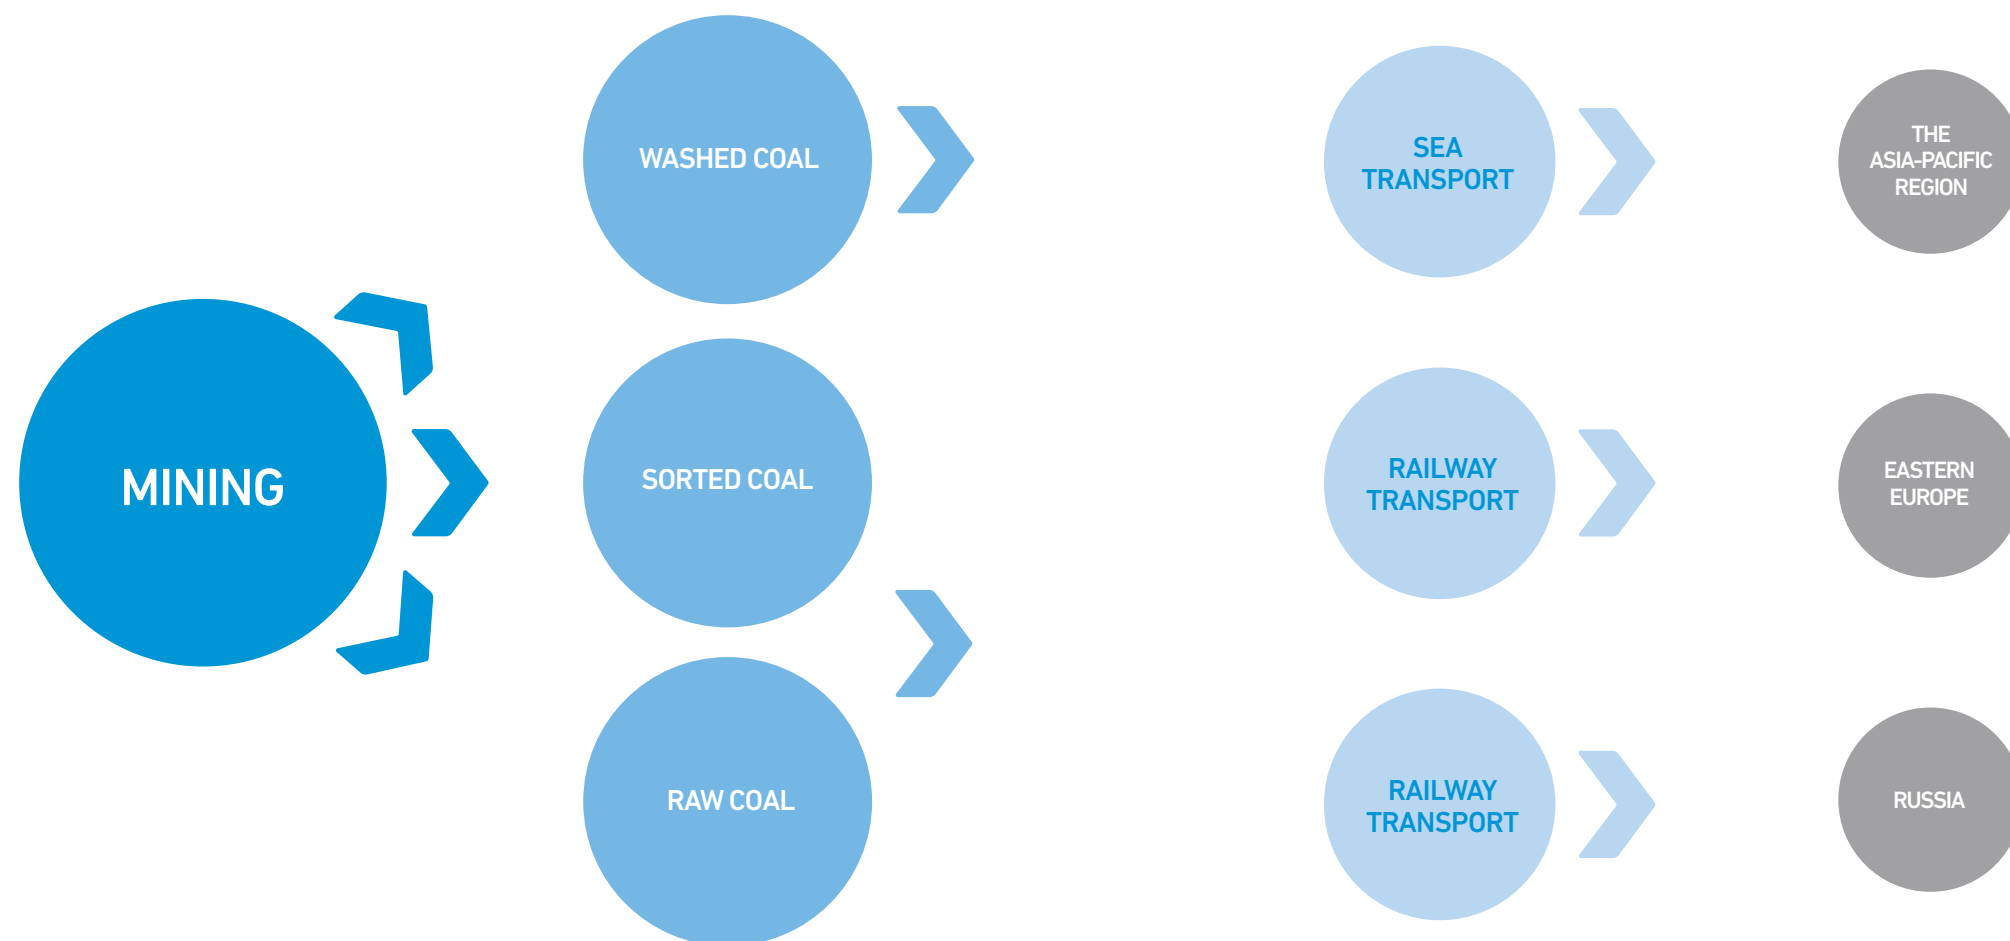 MINING
WASHED COAL
SORTED COAL
RAW COAL
SEA
TRANSPORT
RAILWAY
TRANSPORT
RAILWAY
TRANSPORT
THE
ASIA-PACIFIC
REGION
EASTERN
EUROPE
RUSSIA